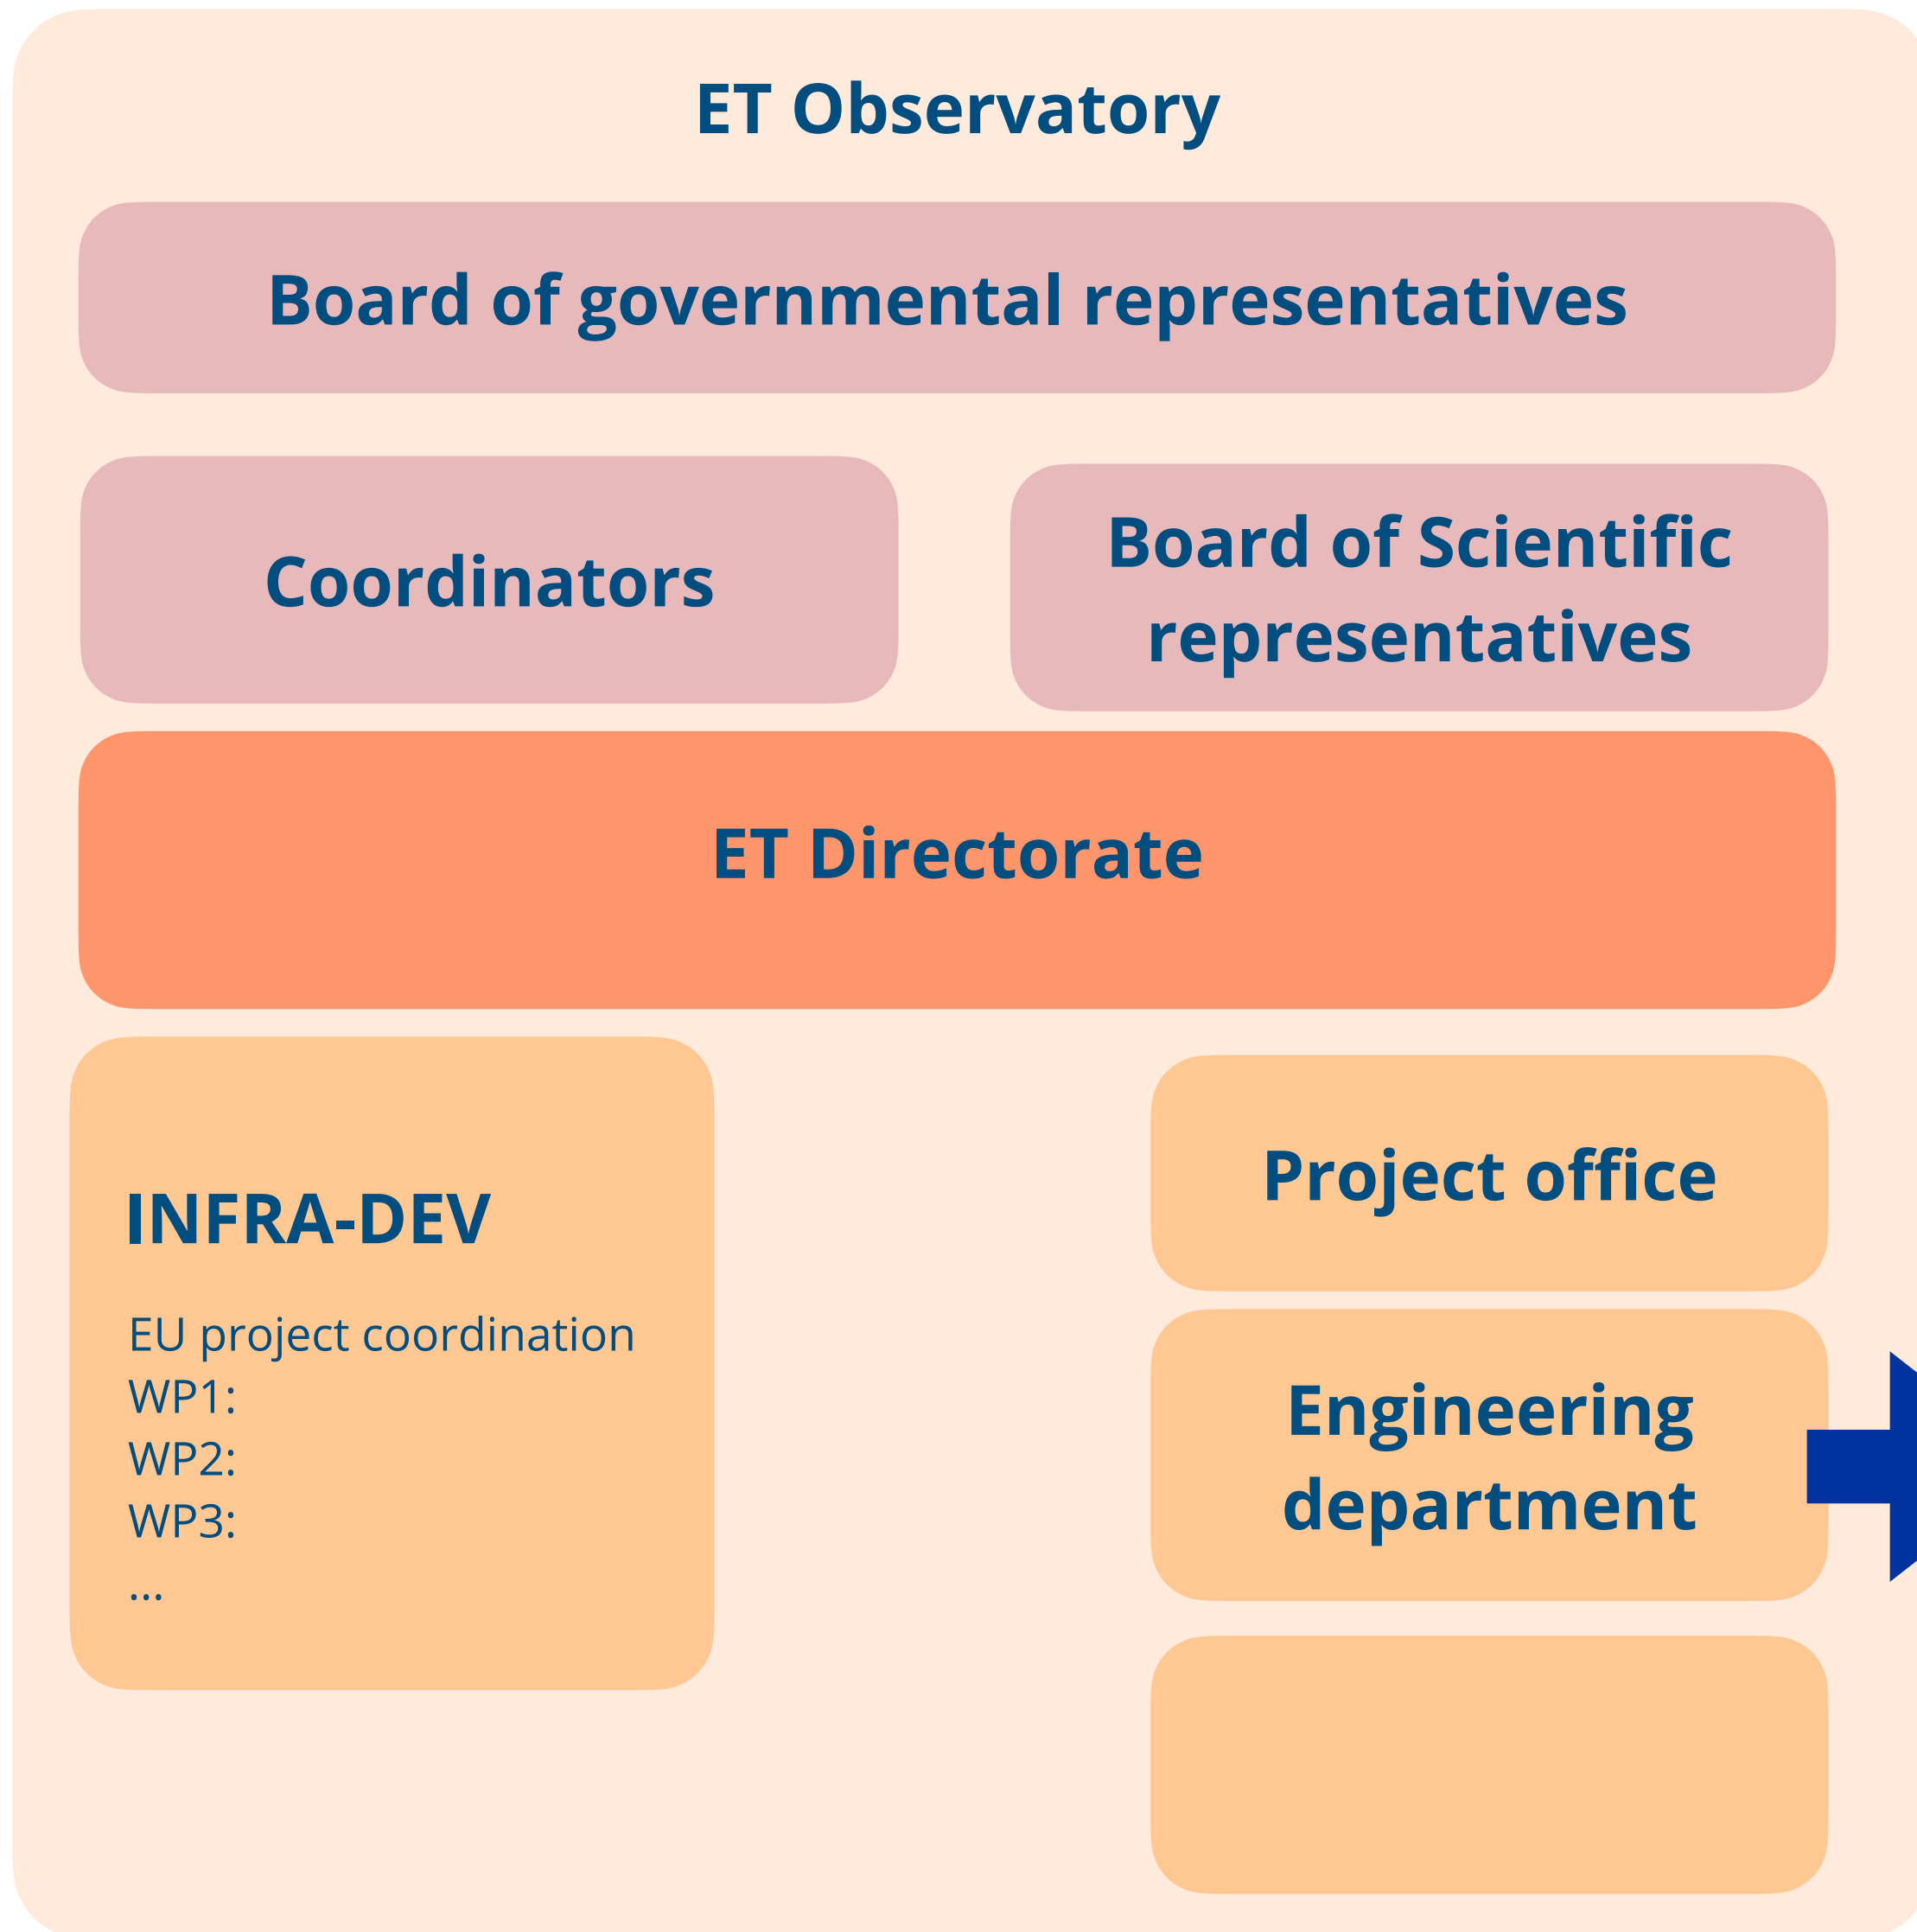 ET Observatory
Board of governmental representatives
Coordinators
Board of Scientific
representatives
ET Directorate
INFRA-DEV
EU project coordination
WP1:
WP2:
WP3:
...
Project office
Engineering
department